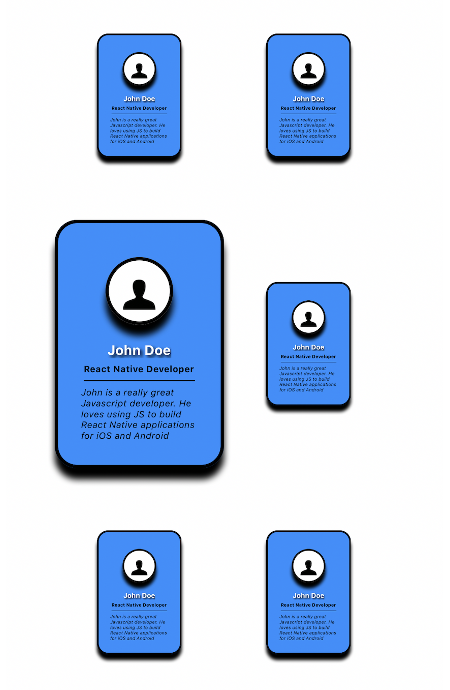 John Doe
React Native Developer
John is a really great
Javascript developer. He
loves using JS to build
React Native applications
for iOS and Android
John Doe
React Native Developer
John is a really great
Javascript developer. He
loves using JS to build
React Native applications
for iOS and Android
John Doe
React Native Developer
John is a really great
Javascript developer. He
loves using JS to build
React Native applications
for iOS and Android
John Doe
React Native Developer
John is a really great
Javascript developer. He
loves using JS to build
React Native applications
for iOS and Android
John Doe
React Native Developer
John is a really great
Javascript developer. He
loves using JS to build
React Native applications
for iOS and Android
John Doe
React Native Developer
John is a really great
Javascript developer. He
loves using JS to build
React Native applications
for iOS and Android